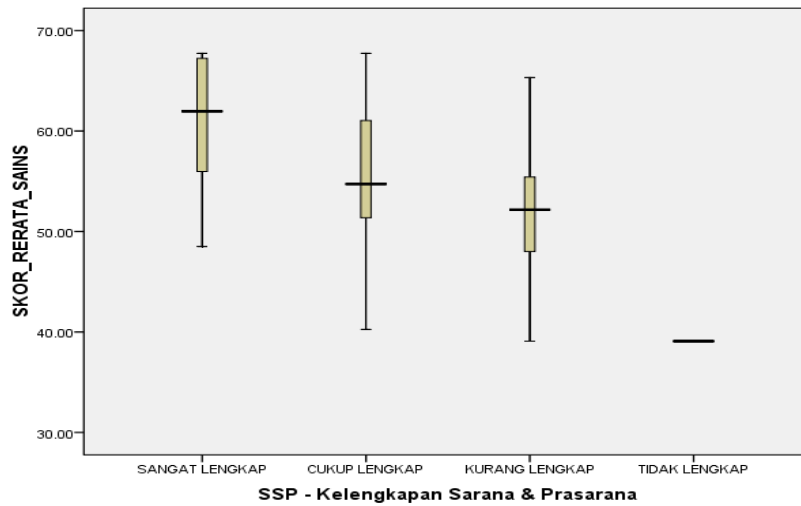 70.00
60.00
50.00
40.00
30.00
SKOR_RERATA_SAINS
SANGAT LENGKAP
CUKUP LENGKAP
KURANG LENGKAP
TIDAK LENGKAP
SSP - Kelengkapan Sarana & Prasarana